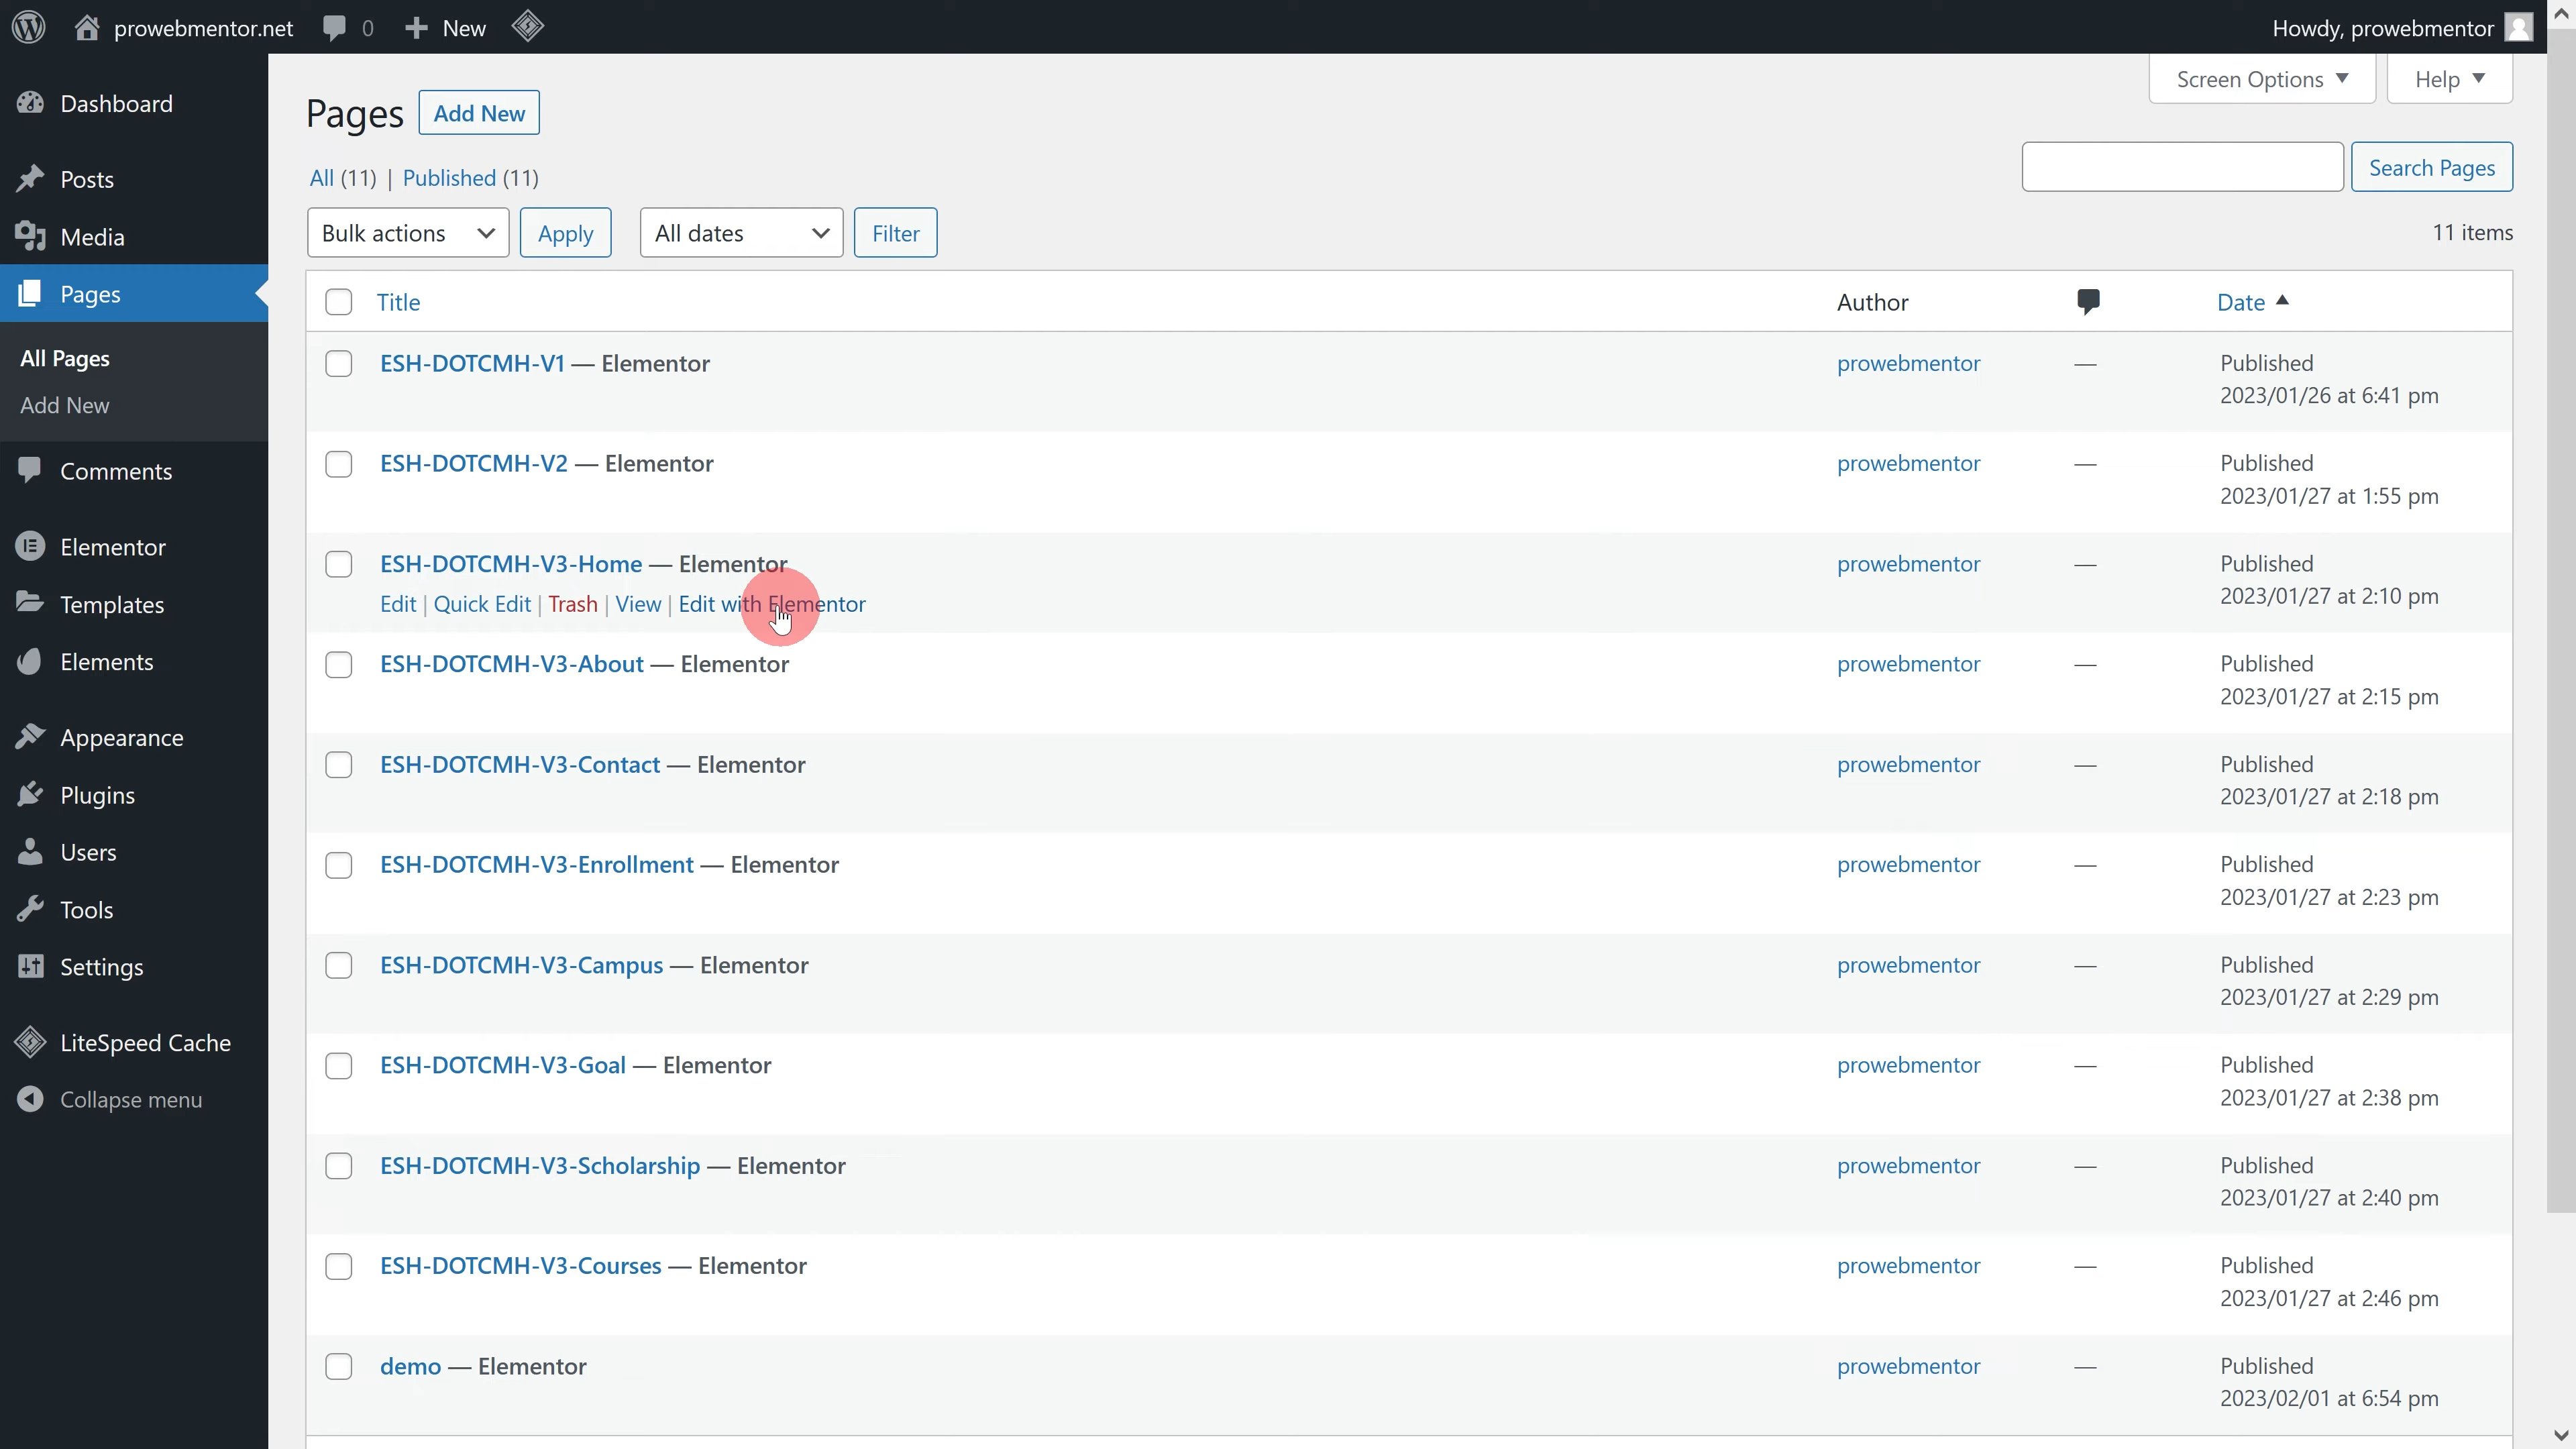 prowebmentor.net 0 New Howdy, prowebmentor
Dashboard
Posts
Media
Pages
All Pages
Add New
Comments
Elementor
Templates
Elements
Appearance
Plugins
Users
Tools
Settings
LiteSpeed Cache
Collapse menu
Screen Options Help
Pages Add New
All (11) | Published (11)
Search Pages
Bulk actions Apply All dates Filter
11 items
Title Author Date
ESH-DOTCMH-V1 — Elementor prowebmentor — Published
2023/01/26 at 6:41 pm
ESH-DOTCMH-V2 — Elementor prowebmentor — Published
2023/01/27 at 1:55 pm
ESH-DOTCMH-V3-Home — Elementor prowebmentor — Published
Edit | Quick Edit | Trash | View | Edit with Elementor 2023/01/27 at 2:10 pm
ESH-DOTCMH-V3-About — Elementor prowebmentor — Published
2023/01/27 at 2:15 pm
ESH-DOTCMH-V3-Contact — Elementor prowebmentor — Published
2023/01/27 at 2:18 pm
ESH-DOTCMH-V3-Enrollment — Elementor prowebmentor — Published
2023/01/27 at 2:23 pm
ESH-DOTCMH-V3-Campus — Elementor prowebmentor — Published
2023/01/27 at 2:29 pm
ESH-DOTCMH-V3-Goal — Elementor prowebmentor — Published
2023/01/27 at 2:38 pm
ESH-DOTCMH-V3-Scholarship — Elementor prowebmentor — Published
2023/01/27 at 2:40 pm
ESH-DOTCMH-V3-Courses — Elementor prowebmentor — Published
2023/01/27 at 2:46 pm
demo — Elementor prowebmentor — Published
2023/02/01 at 6:54 pm